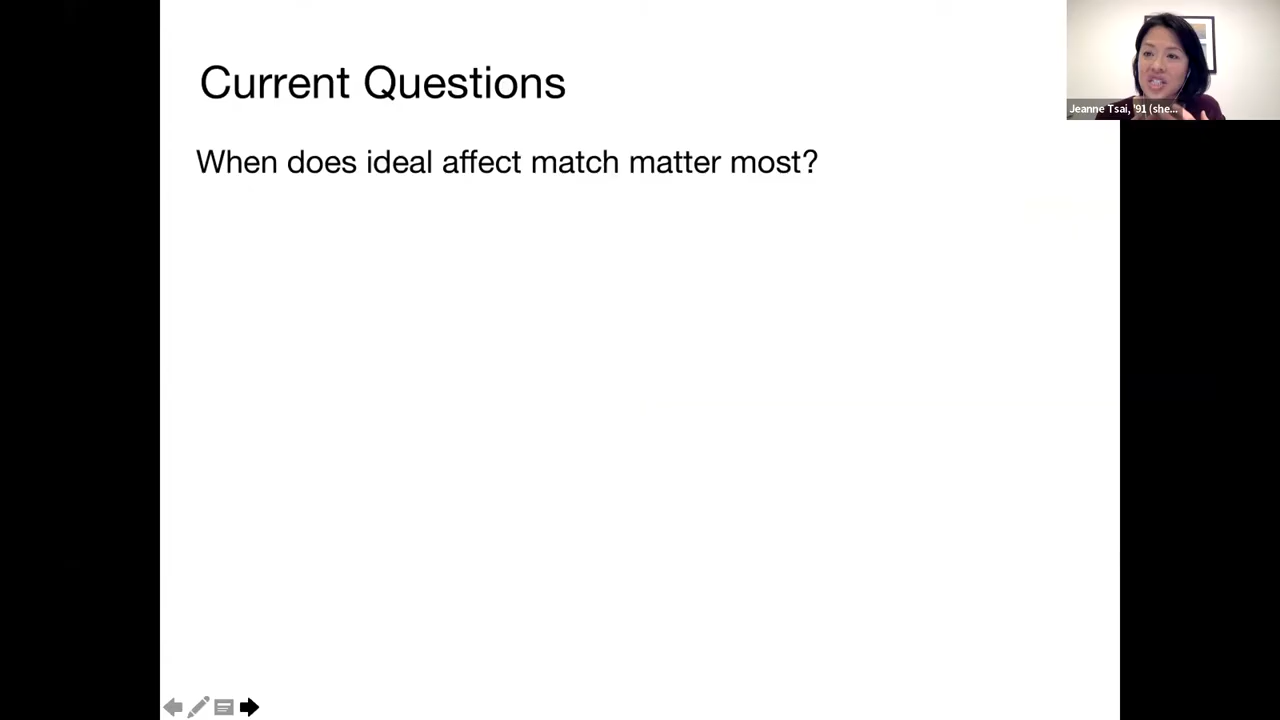 Current Questions
Jeanne Tsai, '91 (she...
When does ideal affect match matter most?